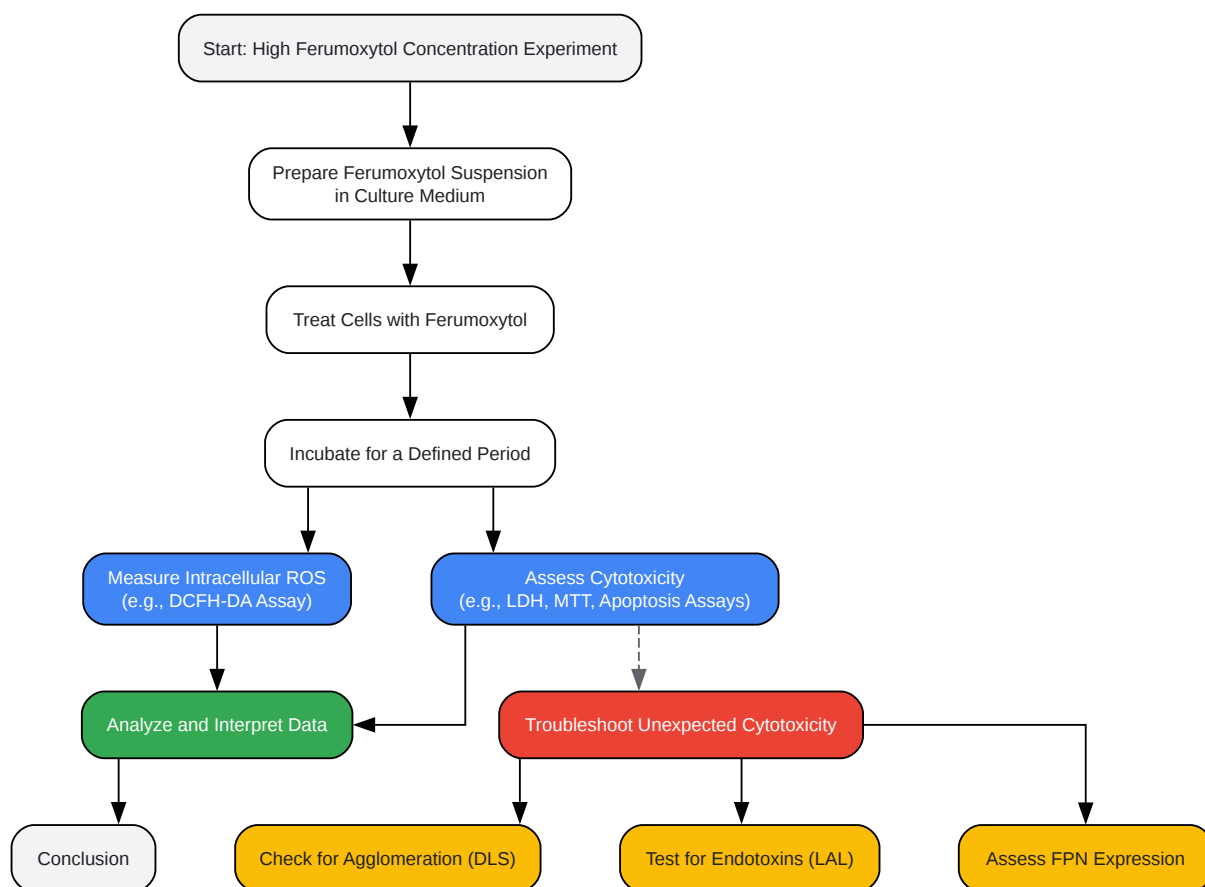 Start: High Ferumoxytol Concentration Experiment
Prepare Ferumoxytol Suspension
in Culture Medium
Treat Cells with Ferumoxytol
Incubate for a Defined Period
Measure Intracellular ROS
(e.g., DCFH-DA Assay)
Assess Cytotoxicity
(e.g., LDH, MTT, Apoptosis Assays)
Analyze and Interpret Data
Troubleshoot Unexpected Cytotoxicity
Conclusion
Check for Agglomeration (DLS)
Test for Endotoxins (LAL)
Assess FPN Expression